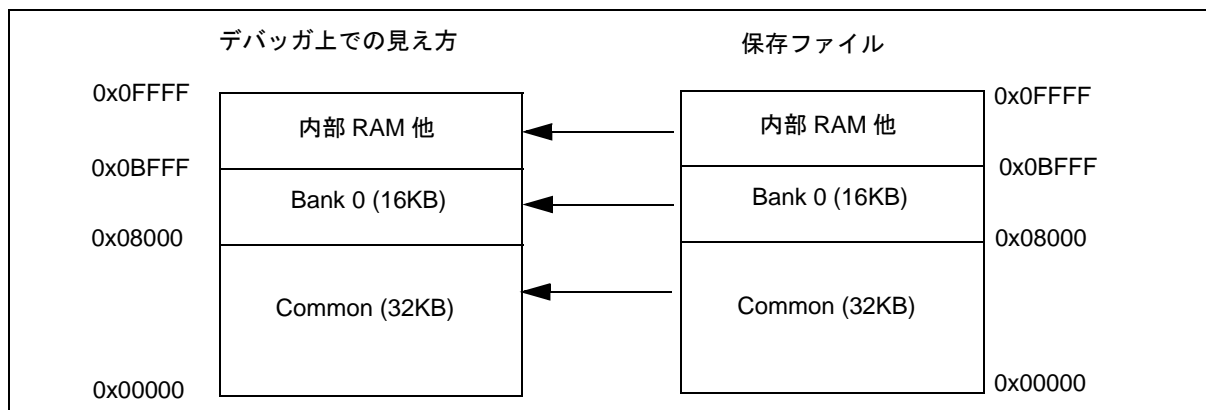 デバッガ上での見え方
保存ファイル
0x0FFFF
内部 RAM 他
0x0BFFF
Bank 0 (16KB)
0x08000
Common (32KB)
0x00000
内部 RAM 他
0x0FFFF
0x0BFFF
Bank 0 (16KB)
0x08000
Common (32KB)
0x00000